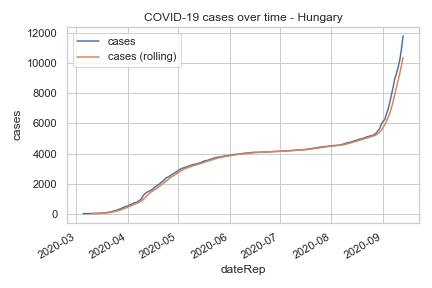 COVID-19 cases over time - Hungary
cases
cases (rolling)
12000
10000
8000
6000
4000
2000
0
cases
2020-03
2020-04
2020-05
2020-06
2020-07
2020-08
2020-09
dateRep